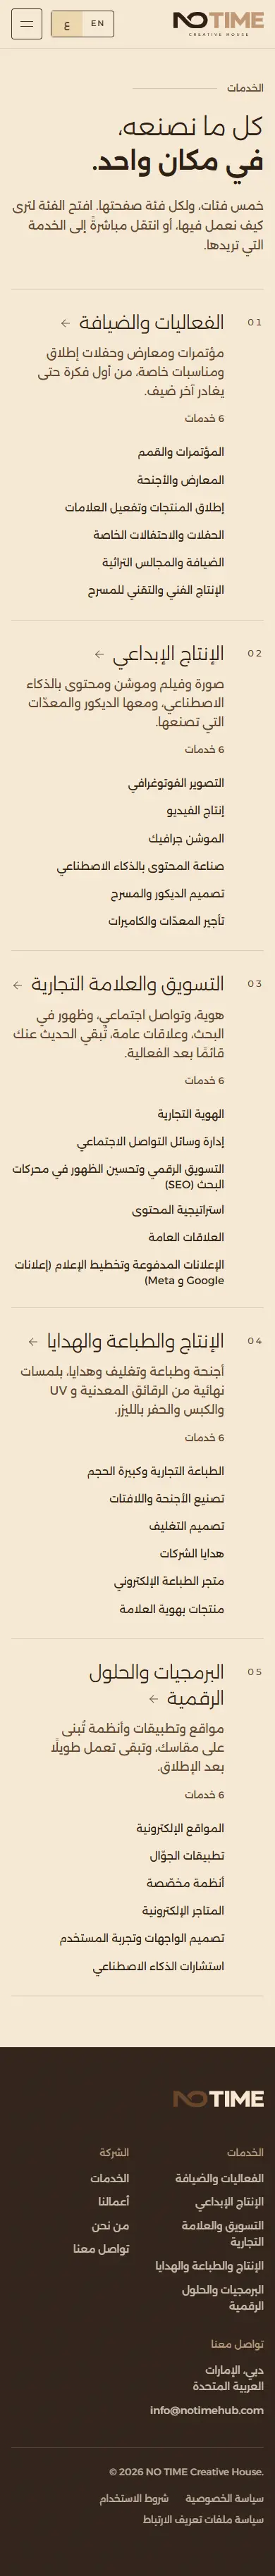 NOTIME
CREATIVE HOUSE
EN
ع
الخدمات
كل ما نصنعه،
في مكان واحد.
خمس فئات، ولكل فئة صفحتها. افتح الفئة لترى
كيف نعمل فيها، أو انتقل مباشرةً إلى الخدمة
التي تريدها.
01
الفعاليات والضيافة ←
مؤتمرات ومعارض وحفلات إطلاق
ومناسبات خاصة، من أول فكرة حتى
يغادر آخر ضيف.
6 خدمات
المؤتمرات والقمم
المعارض والأجنحة
إطلاق المنتجات وتفعيل العلامات
الحفلات والاحتفالات الخاصة
الضيافة والمجالس التراثية
الإنتاج الفني والتقني للمسرح
02
الإنتاج الإبداعي ←
صورة وفيلم وموشن ومحتوى بالذكاء
الاصطناعي، ومعها الديكور والمعدّات
التي تصنعها.
6 خدمات
التصوير الفوتوغرافي
إنتاج الفيديو
الموشن جرافيك
صناعة المحتوى بالذكاء الاصطناعي
تصميم الديكور والمسرح
تأجير المعدّات والكاميرات
03
التسويق والعلامة التجارية ←
هوية، وتواصل اجتماعي، وظهور في
البحث، وعلاقات عامة، تُبقي الحديث عنك
قائمًا بعد الفعالية.
6 خدمات
الهوية التجارية
إدارة وسائل التواصل الاجتماعي
التسويق الرقمي وتحسين الظهور في محركات
البحث (SEO)
استراتيجية المحتوى
العلاقات العامة
الإعلانات المدفوعة وتخطيط الإعلام (إعلانات
Google و Meta)
04
الإنتاج والطباعة والهدايا ←
أجنحة وطباعة وتغليف وهدايا، بلمسات
نهائية من الرقائق المعدنية و UV
والكبس والحفر بالليزر.
6 خدمات
الطباعة التجارية وكبيرة الحجم
تصنيع الأجنحة واللافتات
تصميم التغليف
هدايا الشركات
متجر الطباعة الإلكتروني
منتجات بهوية العلامة
05
البرمجيات والحلول
الرقمية ←
مواقع وتطبيقات وأنظمة تُبنى
على مقاسك، وتبقى تعمل طويلًا
بعد الإطلاق.
6 خدمات
المواقع الإلكترونية
تطبيقات الجوّال
أنظمة مخصّصة
المتاجر الإلكترونية
تصميم الواجهات وتجربة المستخدم
استشارات الذكاء الاصطناعي
NOTIME
الخدمات
الفعاليات والضيافة
الإنتاج الإبداعي
التسويق والعلامة
التجارية
الإنتاج والطباعة والهدايا
البرمجيات والحلول
الرقمية
الشركة
الخدمات
أعمالنا
من نحن
تواصل معنا
تواصل معنا
دبي، الإمارات
العربية المتحدة
info@notimehub.com
© 2026 NO TIME Creative House.
سياسة الخصوصية
شروط الاستخدام
سياسة ملفات تعريف الارتباط